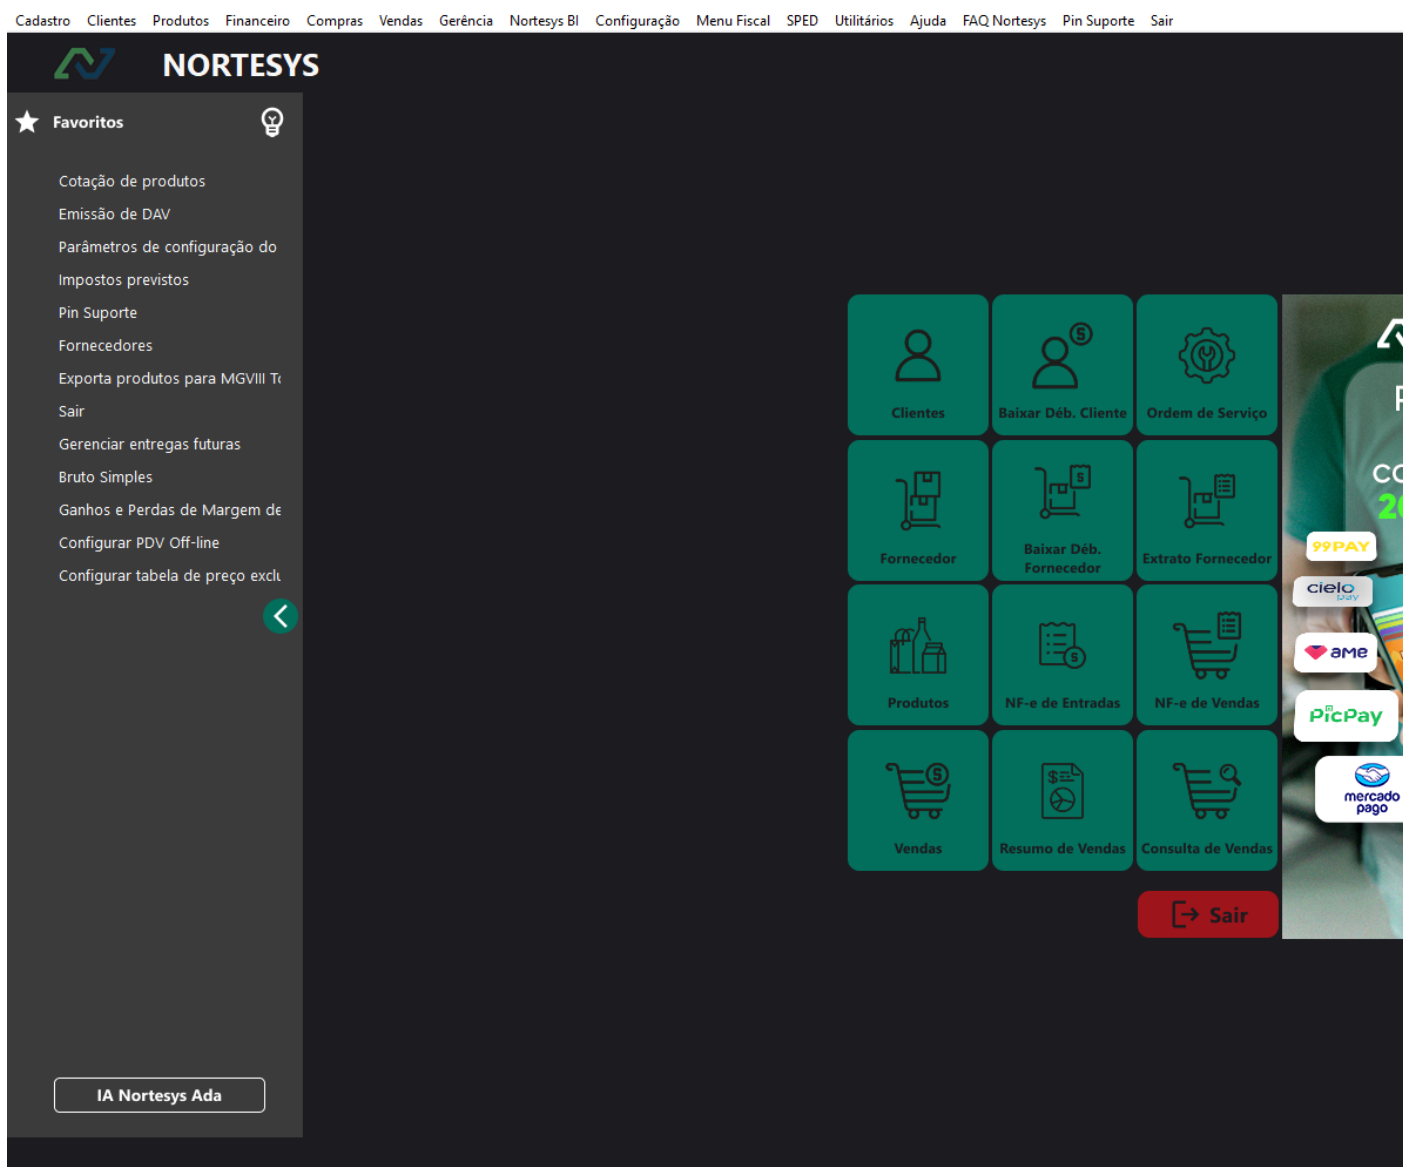 Cadastro Clientes Produtos Financeiro Compras Vendas Gerência Nortesys BI Configuração Menu Fiscal SPED Utilitários Ajuda FAQ Nortesys Pin Suporte Sair
NORTESYS
Favoritos
Cotação de produtos
Emissão de DAV
Parâmetros de configuração do
Impostos previstos
Pin Suporte
Fornecedores
Exporta produtos para MGVIII
Sair
Gerenciar entregas futuras
Bruto Simples
Ganhos e Perdas de Margem de
Configurar PDV Off-line
Configurar tabela de preço
IA Nortesys Ada
Clientes
Baixar Déb. Cliente
Ordem de Serviço
Fornecedor
Baixar Déb.
Fornecedor
Extrato Fornecedor
Produtos
NF-e de Entradas
NF-e de Vendas
Vendas
Resumo de Vendas
Consulta de Vendas
Sair
99PAY
cielo
pay
ame
PicPay
mercado
pago